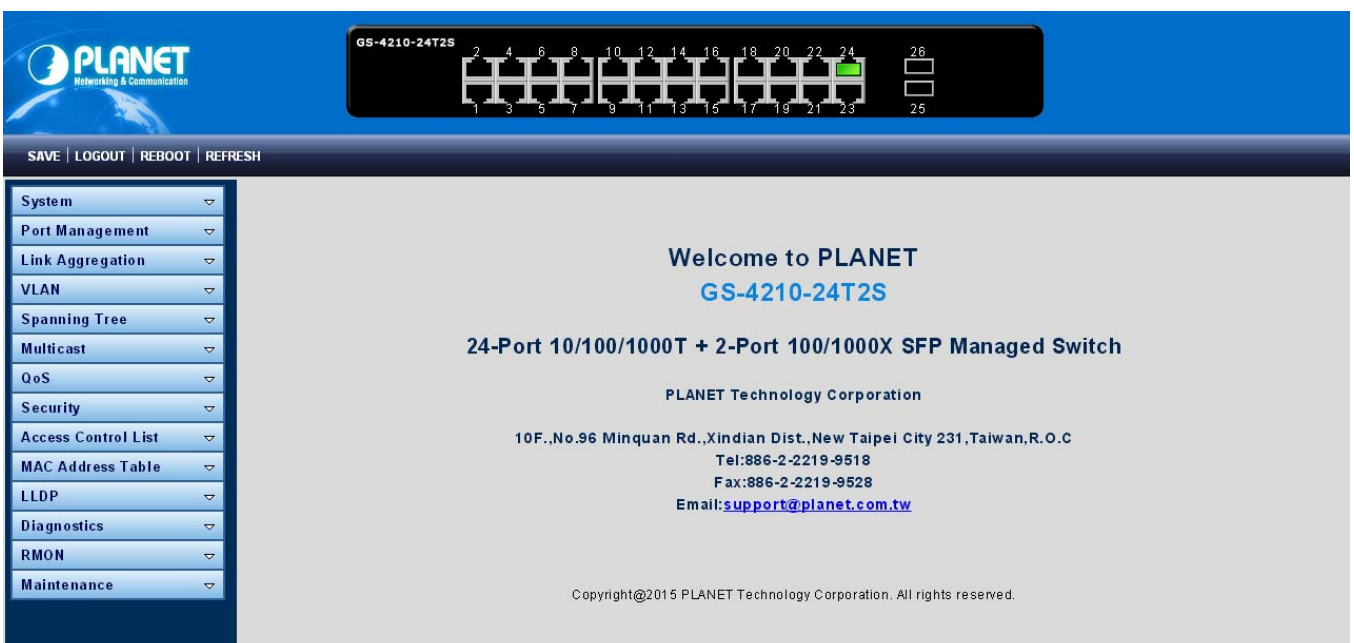 PLANET
Networking & Communication
GS-4210-24T2S
2 4 6 8 10 12 14 16 18 20 22 24 26
1 3 5 7 9 11 13 15 17 19 21 23 25
SAVE | LOGOUT | REBOOT | REFRESH
System
Port Management
Link Aggregation
VLAN
Spanning Tree
Multicast
QoS
Security
Access Control List
MAC Address Table
LLDP
Diagnostics
RMON
Maintenance
Welcome to PLANET
GS-4210-24T2S
24-Port 10/100/1000T + 2-Port 100/1000X SFP Managed Switch
PLANET Technology Corporation
10F.,No.96 Minquan Rd.,Xindian Dist.,New Taipei City 231,Taiwan,R.O.C
Tel:886-2-2219-9518
Fax:886-2-2219-9528
Email:support@planet.com.tw
Copyright@2015 PLANET Technology Corporation. All rights reserved.